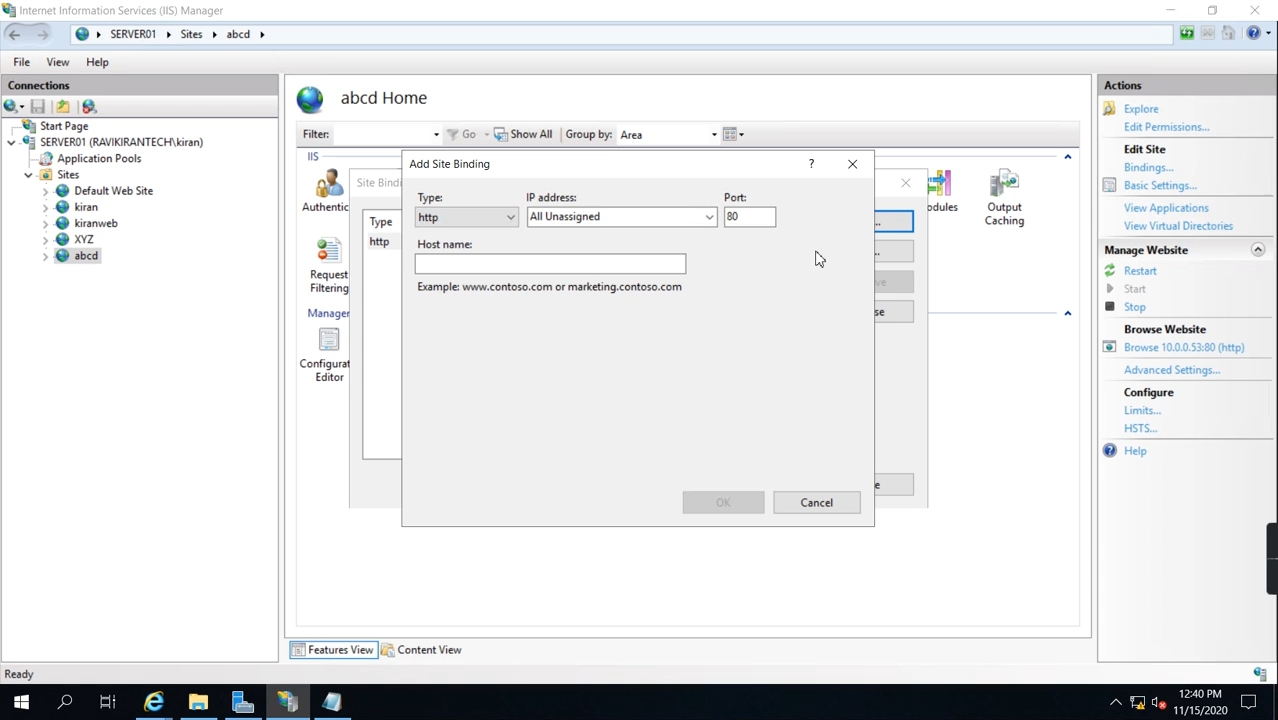 Internet Information Services (IIS) Manager
SERVER01 Sites abcd
File View Help
Connections
Start Page
SERVER01 (RAVIKIRANTECH\kiran)
Application Pools
Sites
Default Web Site
kiran
kiranweb
XYZ
abcd
abcd Home
Filter: Go Show All Group by: Area
IIS
Authentic
Request
Filtering
Manager
Configurat
Editor
odules
Output
Caching
Site Bindi
Type
http
...
...
ve
se
e
Add Site Binding ?
Type: IP address: Port:
http All Unassigned 80
Host name:
Example: www.contoso.com or marketing.contoso.com
OK Cancel
Features View Content View
Actions
Explore
Edit Permissions...
Edit Site
Bindings...
Basic Settings...
View Applications
View Virtual Directories
Manage Website
Restart
Start
Stop
Browse Website
Browse 10.0.0.53:80 (http)
Advanced Settings...
Configure
Limits...
HSTS...
Help
Ready
12:40 PM
11/15/2020